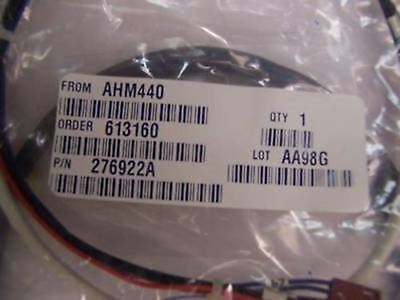 FROM AHM440
ORDER 613160
QTY 1
P/N 276922A
LOT AA98G